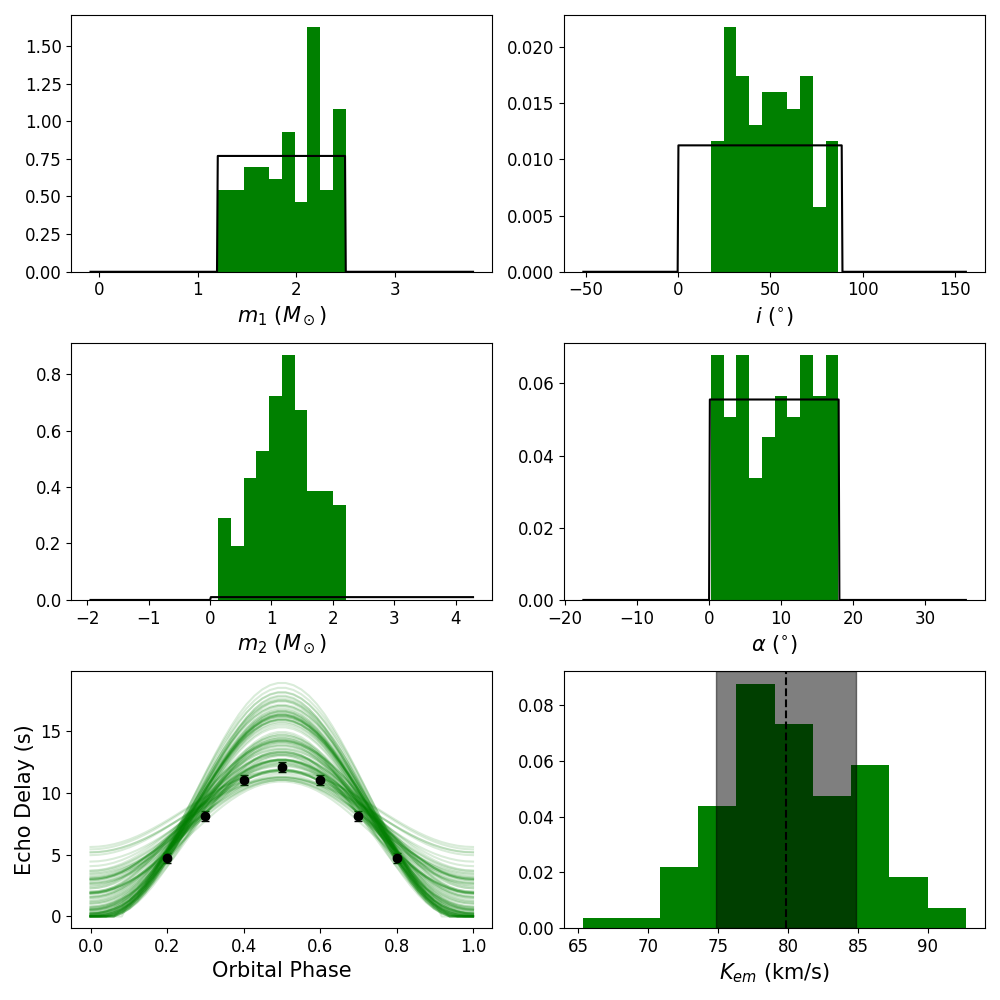 0.00 0.25 0.50 0.75 1.00 1.25 1.50
0 1 2 3
m₁ (M⊙)
0.000 0.005 0.010 0.015 0.020
−50 0 50 100 150
i (°)
0.0 0.2 0.4 0.6 0.8
−2 −1 0 1 2 3 4
m₂ (M⊙)
0.00 0.02 0.04 0.06
−20 −10 0 10 20 30
α (°)
Echo Delay (s)
0 5 10 15
0.0 0.2 0.4 0.6 0.8 1.0
Orbital Phase
0.00 0.02 0.04 0.06 0.08
65 70 75 80 85 90
K_em (km/s)